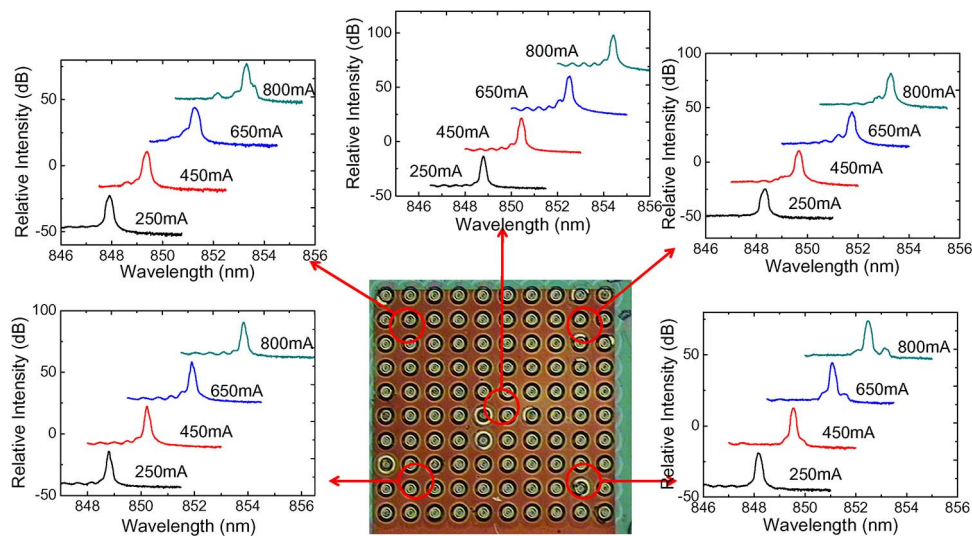 Relative Intensity (dB)
50
0
-50
800mA
650mA
450mA
250mA
846 848 850 852 854 856
Wavelength (nm)
Relative Intensity (dB)
100
50
0
-50
800mA
650mA
450mA
250mA
846 848 850 852 854 856
Wavelength (nm)
Relative Intensity (dB)
100
50
0
-50
800mA
650mA
450mA
250mA
846 848 850 852 854 856
Wavelength (nm)
Relative Intensity (dB)
100
50
0
-50
800mA
650mA
450mA
250mA
848 850 852 854 856
Wavelength (nm)
Relative Intensity (dB)
50
0
-50
800mA
650mA
450mA
250mA
846 848 850 852 854 856
Wavelength (nm)